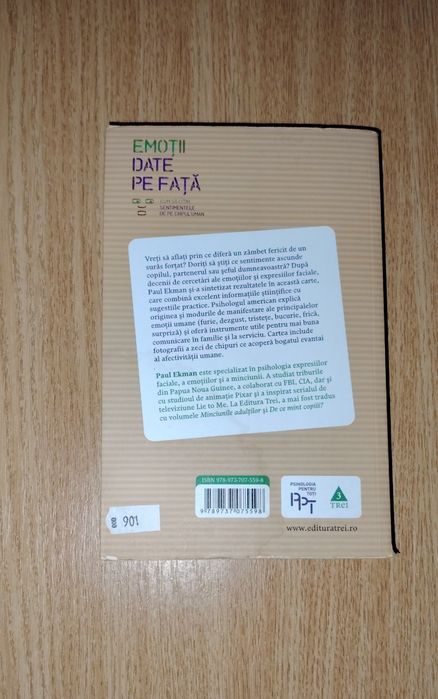 EMOȚII
DATE
PE FAȚĂ
CUM SĂ CITIM
SENTIMENTELE
DE PE CHIPUL UMAN
Vreți să aflați prin ce diferă un zâmbet fericit de un
surâs forțat? Doriți să știți ce sentimente ascunde
copilul, partenerul sau șeful dumneavoastră? După
decenii de cercetări ale emoțiilor și expresiilor faciale,
Paul Ekman și-a sintetizat rezultatele în această carte,
care combină excelent informațiile științifice cu
sugestiile practice. Psihologul american explică
originea și modurile de manifestare ale principalelor
emoții umane (furie, dezgust, tristețe, bucurie, frică,
surpriză) și oferă instrumente utile pentru mai buna
comunicare în familie și la serviciu. Cartea include
fotografii a zeci de chipuri ce acoperă bogatul evantai
al afectivității umane.
Paul Ekman este specializat în psihologia expresiilor
faciale, a emoțiilor și a minciunii. A studiat triburile
din Papua Noua Guinee, a colaborat cu FBI, CIA, dar și
cu studioul de animație Pixar și a inspirat serialul de
televiziune Lie to Me. La Editura Trei, a mai fost tradus
cu volumele Minciunile adulților și De ce mint copiii?
ISBN 978-973-707-559-8
9 789737 075598
PSIHOLOGIA
PENTRU
TOȚI
PPT
3
TREI
www.edituratrei.ro
901